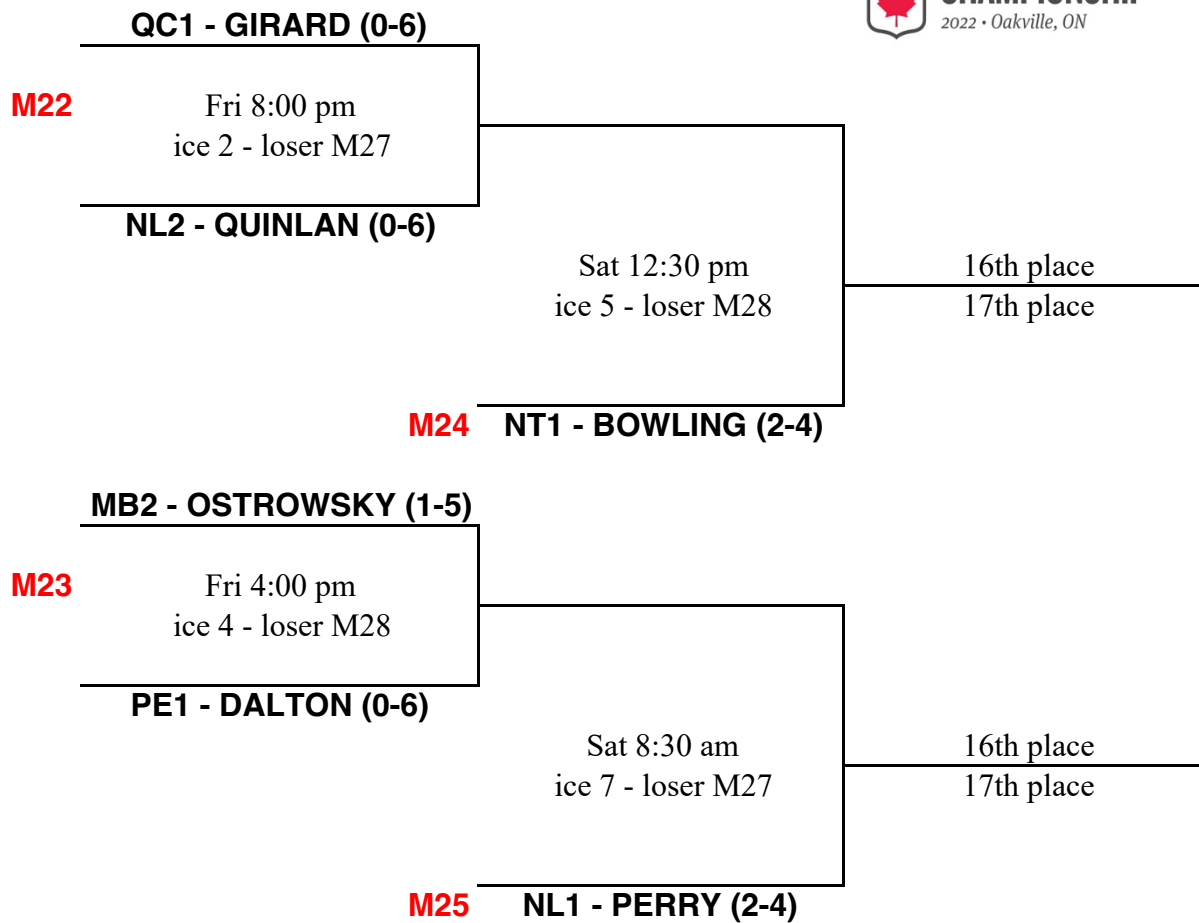 2022 • Oakville, ON
QC1 - GIRARD (0-6)
M22
Fri 8:00 pm
ice 2 - loser M27
NL2 - QUINLAN (0-6)
Sat 12:30 pm
ice 5 - loser M28
16th place
17th place
M24
NT1 - BOWLING (2-4)
MB2 - OSTROWSKY (1-5)
M23
Fri 4:00 pm
ice 4 - loser M28
PE1 - DALTON (0-6)
Sat 8:30 am
ice 7 - loser M27
16th place
17th place
M25
NL1 - PERRY (2-4)